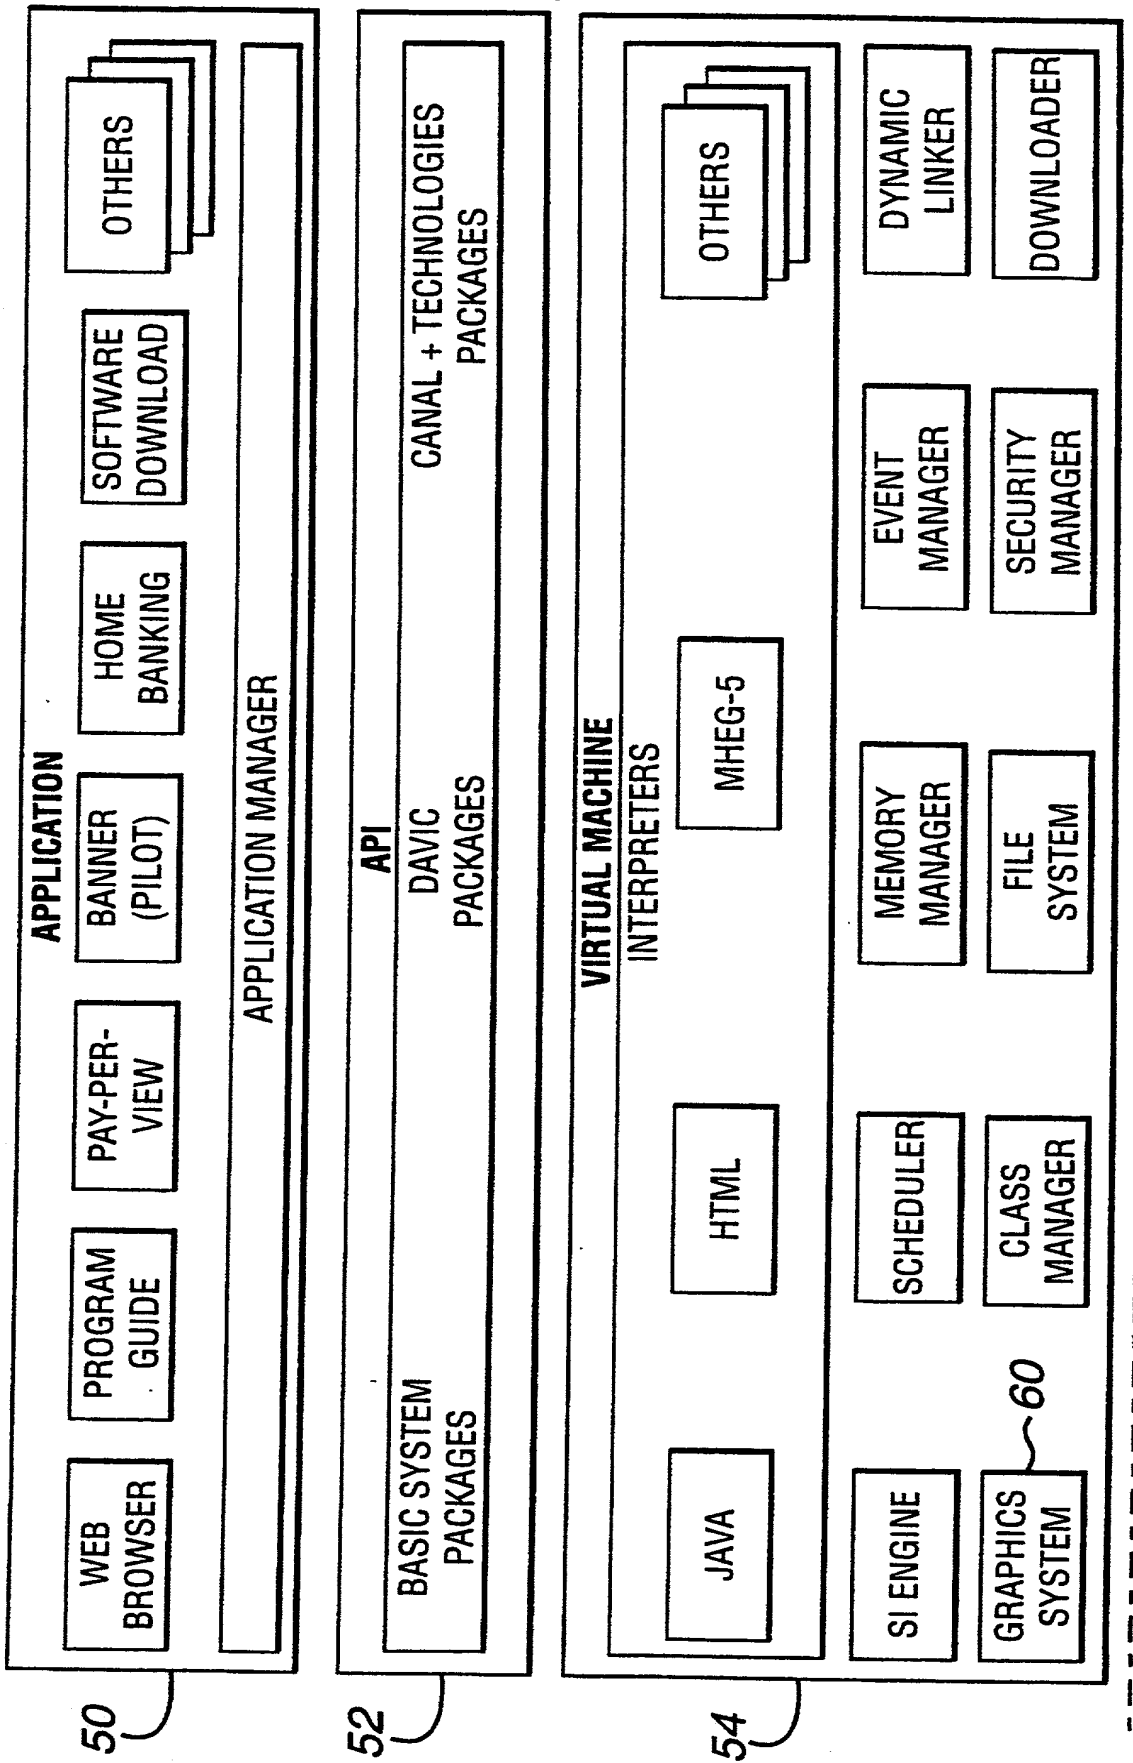 APPLICATION
WEB
BROWSER
PROGRAM
GUIDE
PAY-PER-
VIEW
BANNER
(PILOT)
HOME
BANKING
SOFTWARE
DOWNLOAD
OTHERS
APPLICATION MANAGER
50
API
BASIC SYSTEM
PACKAGES
DAVIC
PACKAGES
CANAL + TECHNOLOGIES
PACKAGES
52
VIRTUAL MACHINE
INTERPRETERS
JAVA
HTML
MHEG-5
OTHERS
54
SI ENGINE
SCHEDULER
MEMORY
MANAGER
EVENT
MANAGER
DYNAMIC
LINKER
GRAPHICS
SYSTEM
60
CLASS
MANAGER
FILE
SYSTEM
SECURITY
MANAGER
DOWNLOADER